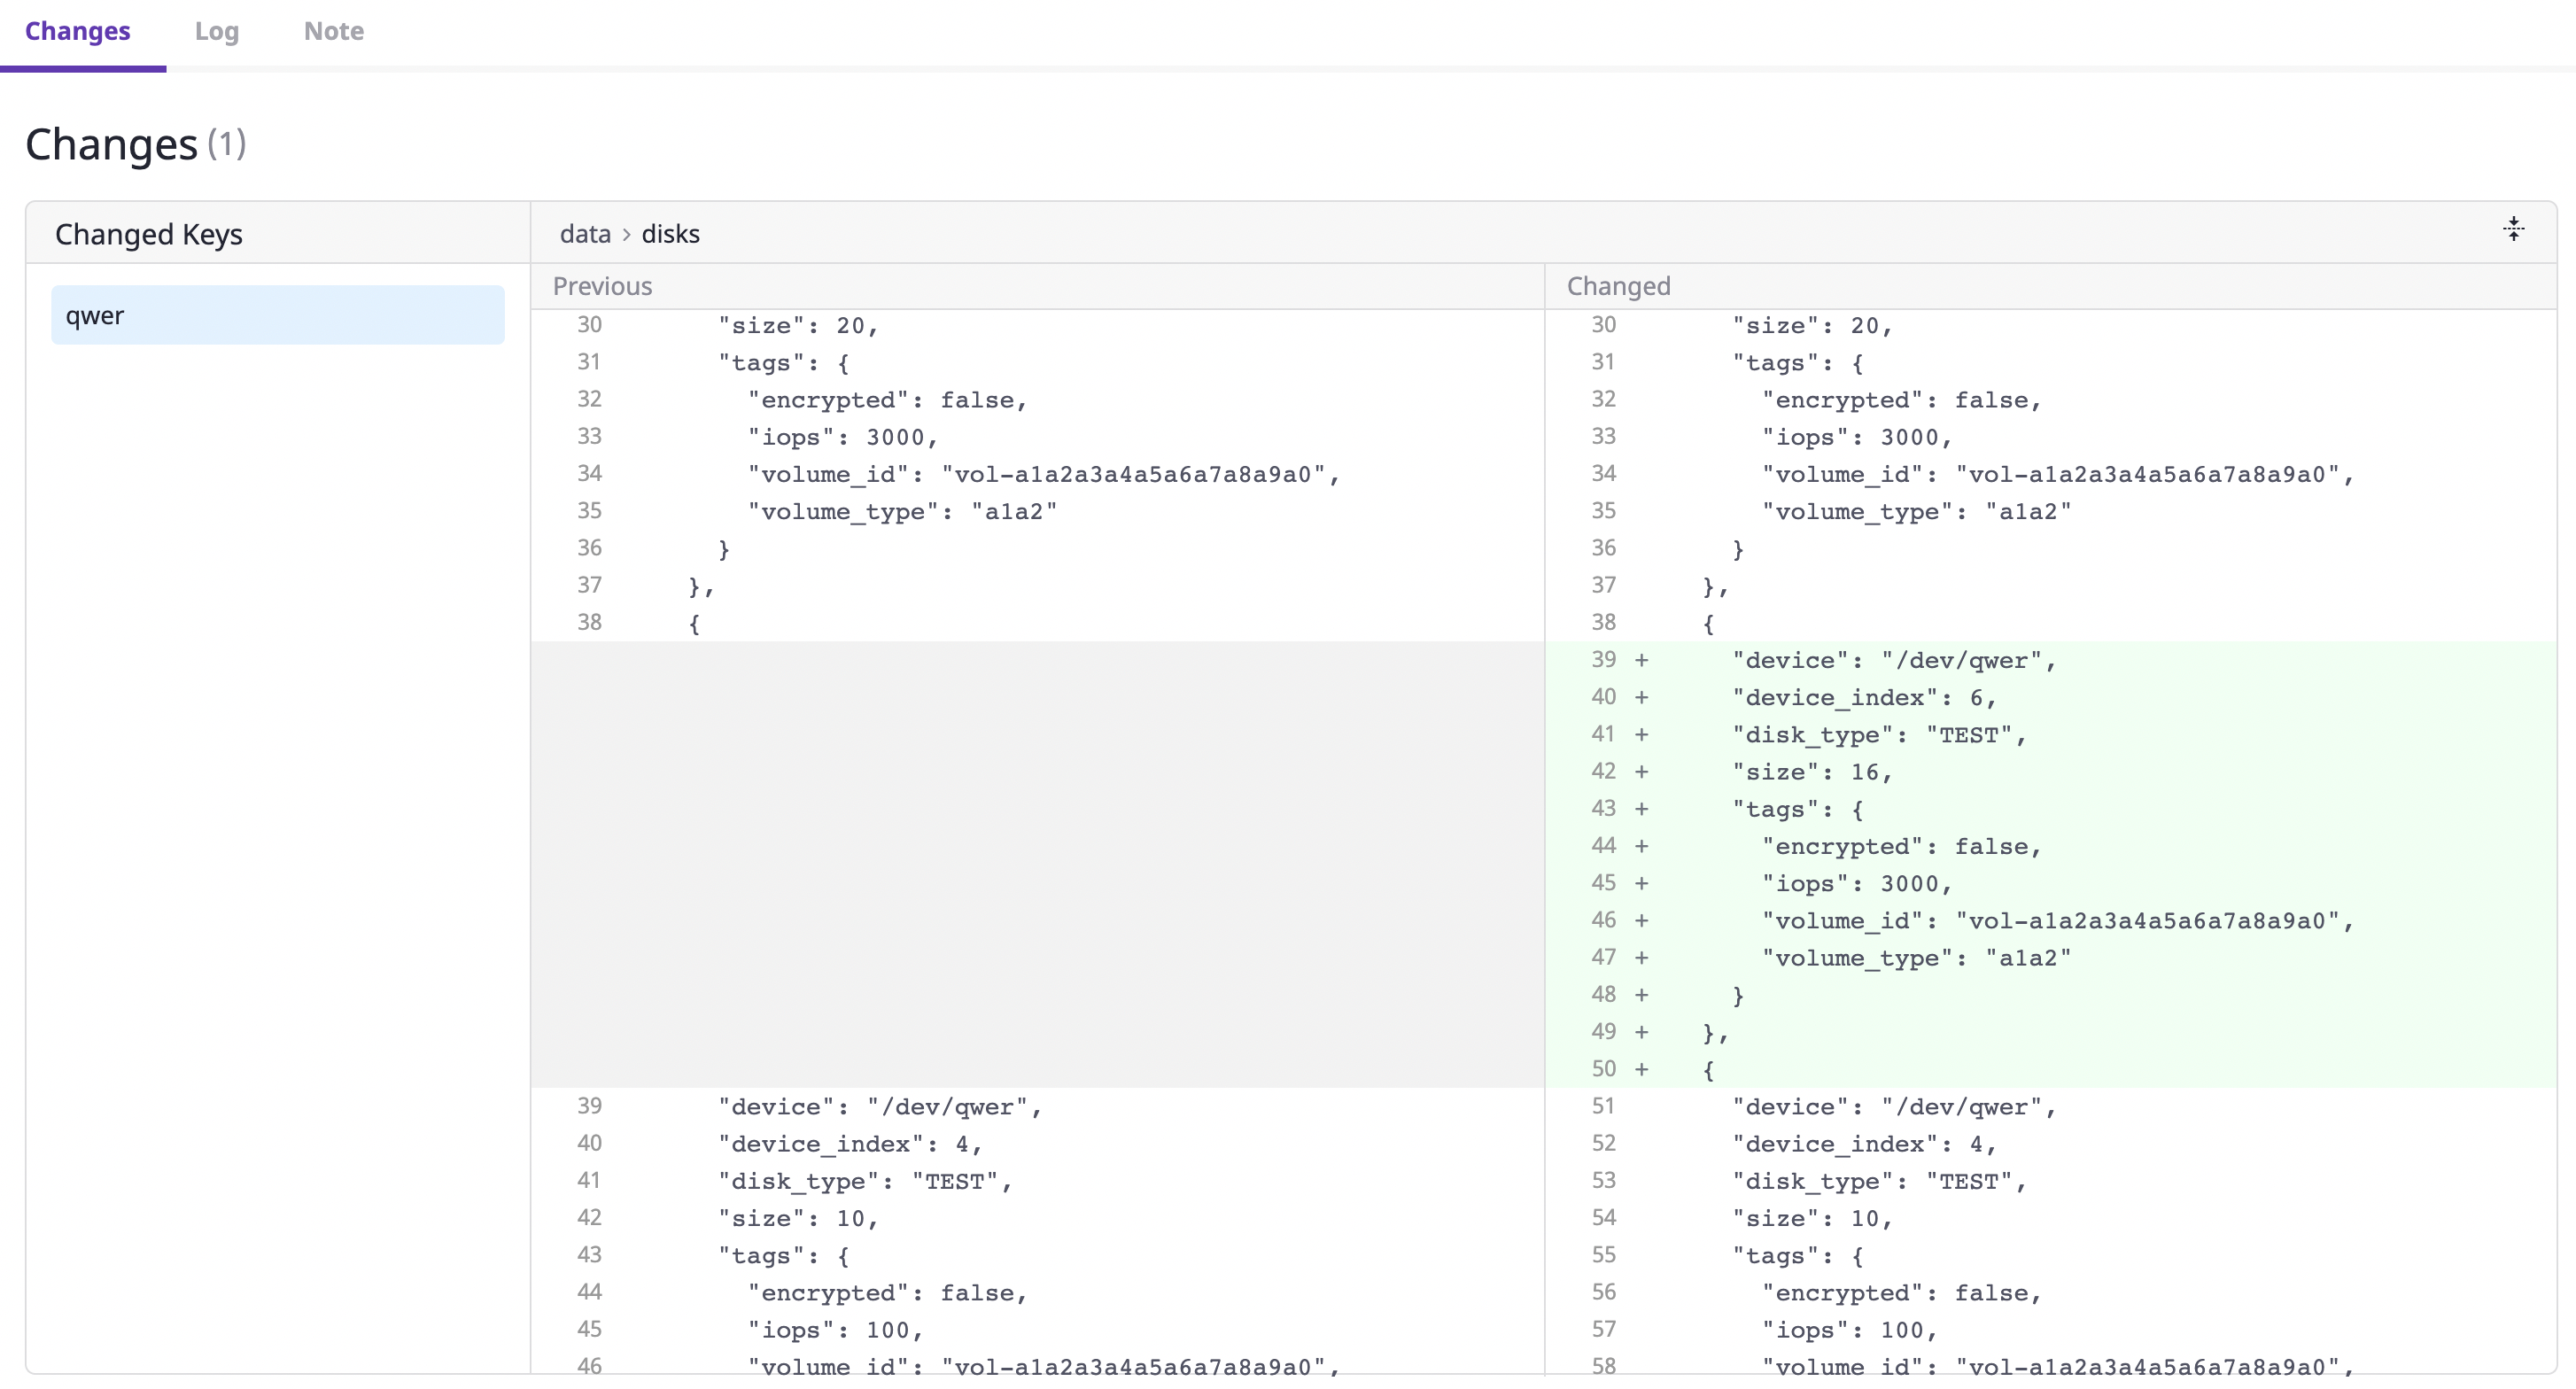 Changes Log Note
Changes (1)
Changed Keys
qwer
data > disks
Previous
30 "size": 20,
31 "tags": {
32 "encrypted": false,
33 "iops": 3000,
34 "volume_id": "vol-a1a2a3a4a5a6a7a8a9a0",
35 "volume_type": "a1a2"
36 }
37 },
38 {
39 "device": "/dev/qwer",
40 "device_index": 4,
41 "disk_type": "TEST",
42 "size": 10,
43 "tags": {
44 "encrypted": false,
45 "iops": 100,
46 "volume_id": "vol-a1a2a3a4a5a6a7a8a9a0",
Changed
30 "size": 20,
31 "tags": {
32 "encrypted": false,
33 "iops": 3000,
34 "volume_id": "vol-a1a2a3a4a5a6a7a8a9a0",
35 "volume_type": "a1a2"
36 }
37 },
38 {
39 + "device": "/dev/qwer",
40 + "device_index": 6,
41 + "disk_type": "TEST",
42 + "size": 16,
43 + "tags": {
44 + "encrypted": false,
45 + "iops": 3000,
46 + "volume_id": "vol-a1a2a3a4a5a6a7a8a9a0",
47 + "volume_type": "a1a2"
48 + }
49 + },
50 + {
51 "device": "/dev/qwer",
52 "device_index": 4,
53 "disk_type": "TEST",
54 "size": 10,
55 "tags": {
56 "encrypted": false,
57 "iops": 100,
58 "volume_id": "vol-a1a2a3a4a5a6a7a8a9a0",